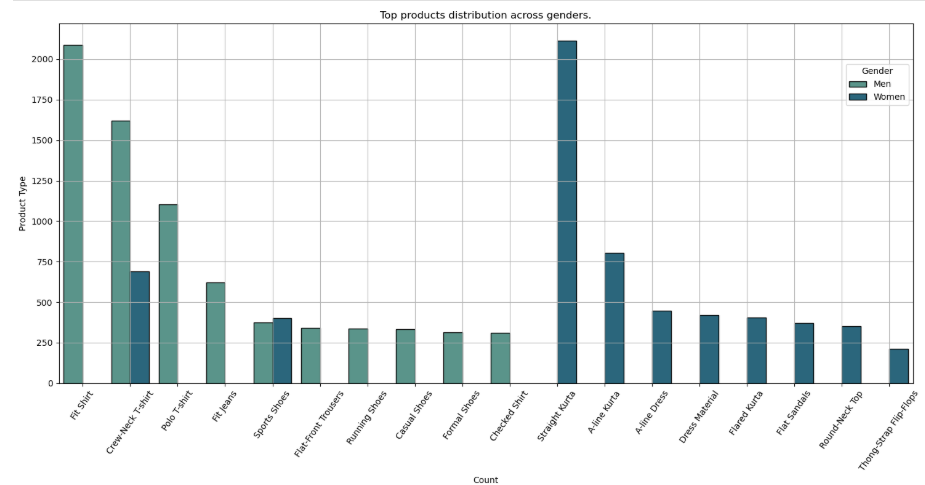 Top products distribution across genders.
Gender
Men
Women
Product Type
2000
1750
1500
1250
1000
750
500
250
0
Fit Shirt
Crew-Neck T-shirt
Polo T-shirt
Fit Jeans
Sports Shoes
Flat-Front Trousers
Running Shoes
Casual Shoes
Formal Shoes
Checked Shirt
Straight Kurta
A-line Kurta
A-line Dress
Dress Material
Flared Kurta
Flat Sandals
Round-Neck Top
Thong-Strap Flip-Flops
Count